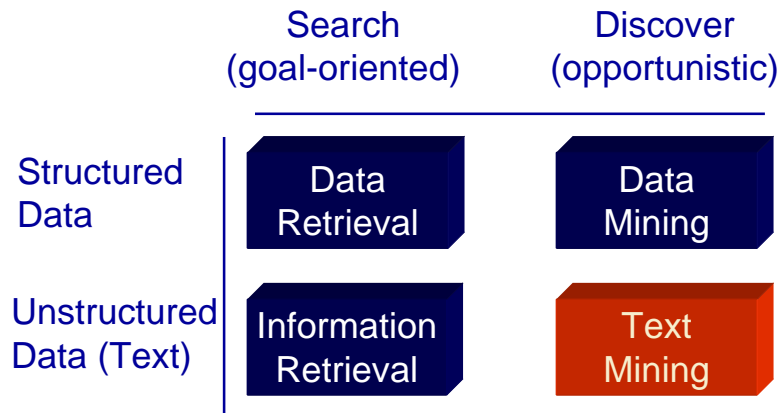 Search
(goal-oriented)
Discover
(opportunistic)
Structured
Data
Data
Retrieval
Data
Mining
Unstructured
Data (Text)
Information
Retrieval
Text
Mining